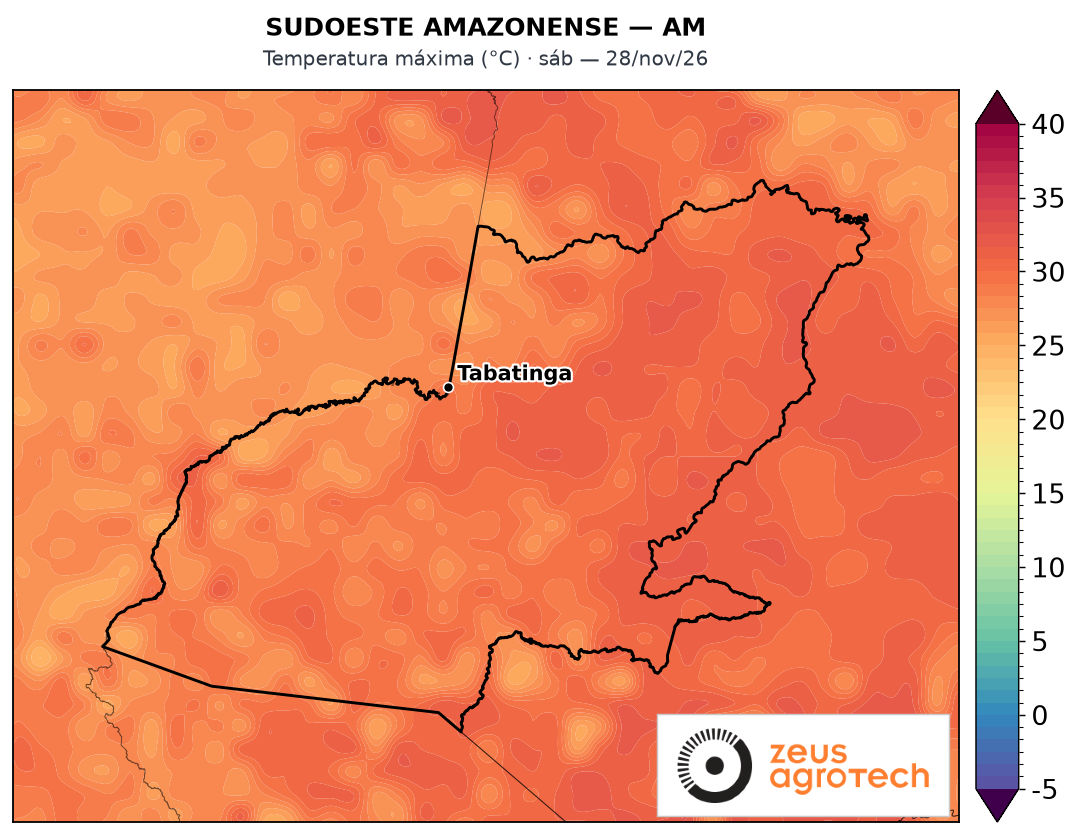 SUDOESTE AMAZONENSE — AM
Temperatura máxima (°C) · sáb — 28/nov/26
Tabatinga
40
35
30
25
20
15
10
5
0
-5
zeus
agrotech